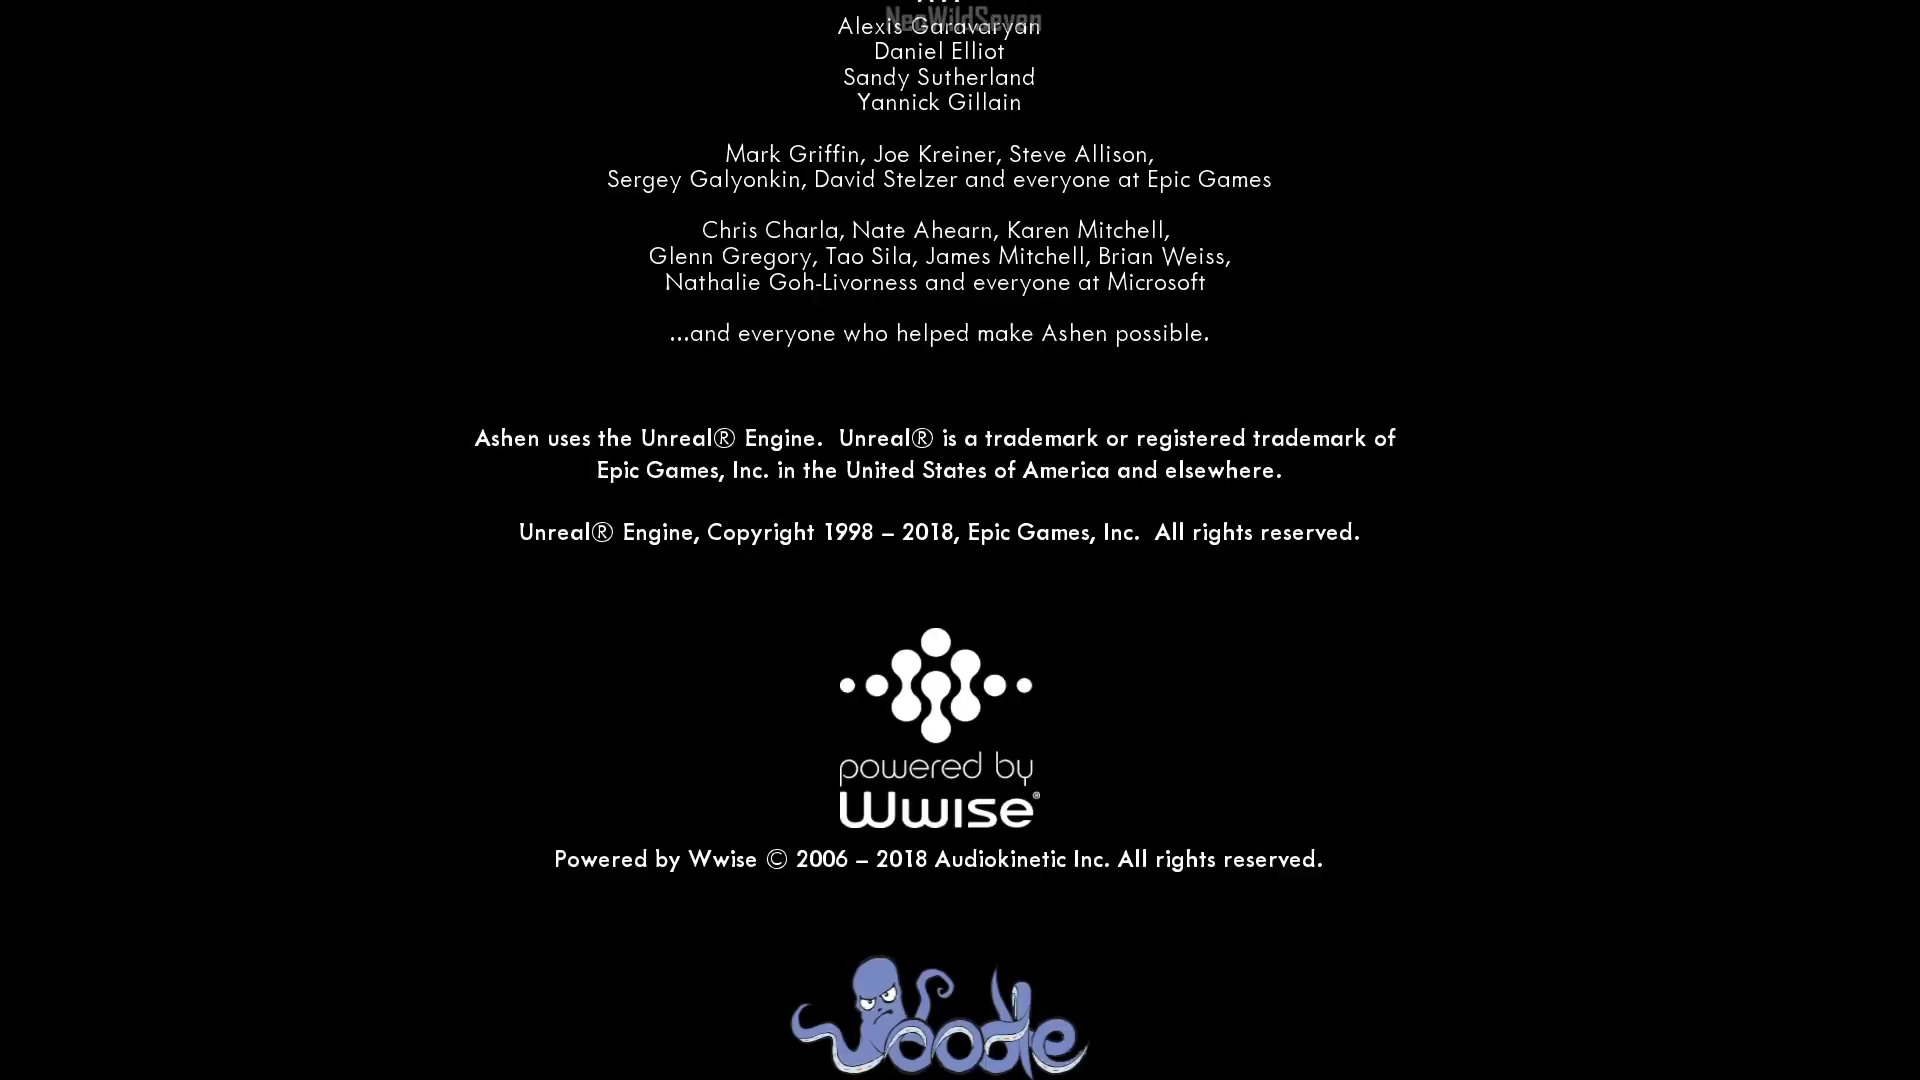 NeoWildSeven
Alexis Garavaryan
Daniel Elliot
Sandy Sutherland
Yannick Gillain
Mark Griffin, Joe Kreiner, Steve Allison,
Sergey Galyonkin, David Stelzer and everyone at Epic Games
Chris Charla, Nate Ahearn, Karen Mitchell,
Glenn Gregory, Tao Sila, James Mitchell, Brian Weiss,
Nathalie Goh-Livorness and everyone at Microsoft
...and everyone who helped make Ashen possible.
Ashen uses the Unreal® Engine.  Unreal® is a trademark or registered trademark of
Epic Games, Inc. in the United States of America and elsewhere.
Unreal® Engine, Copyright 1998 – 2018, Epic Games, Inc.  All rights reserved.
powered by
Wwise®
Powered by Wwise © 2006 – 2018 Audiokinetic Inc. All rights reserved.